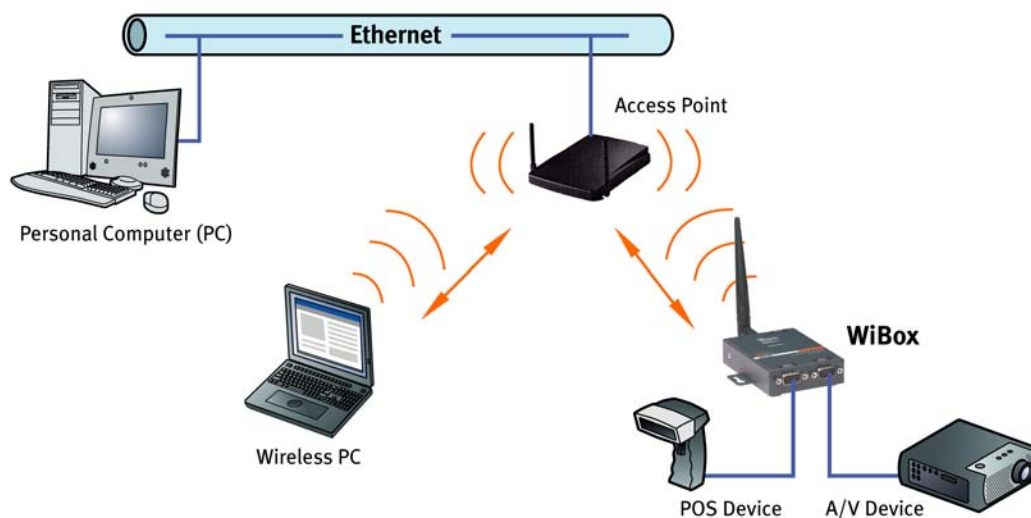 Ethernet
Access Point
Personal Computer (PC)
WiBox
Wireless PC
POS Device
A/V Device